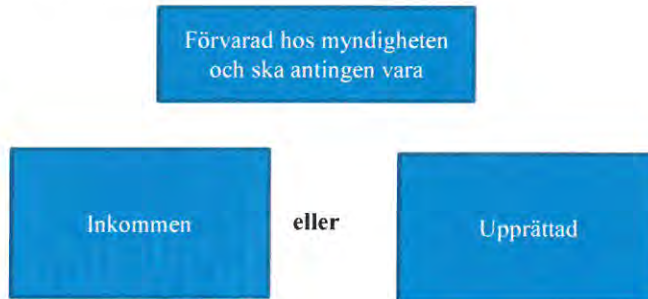 Förvarad hos myndigheten
och ska antingen vara
Inkommen
eller
Upprättad